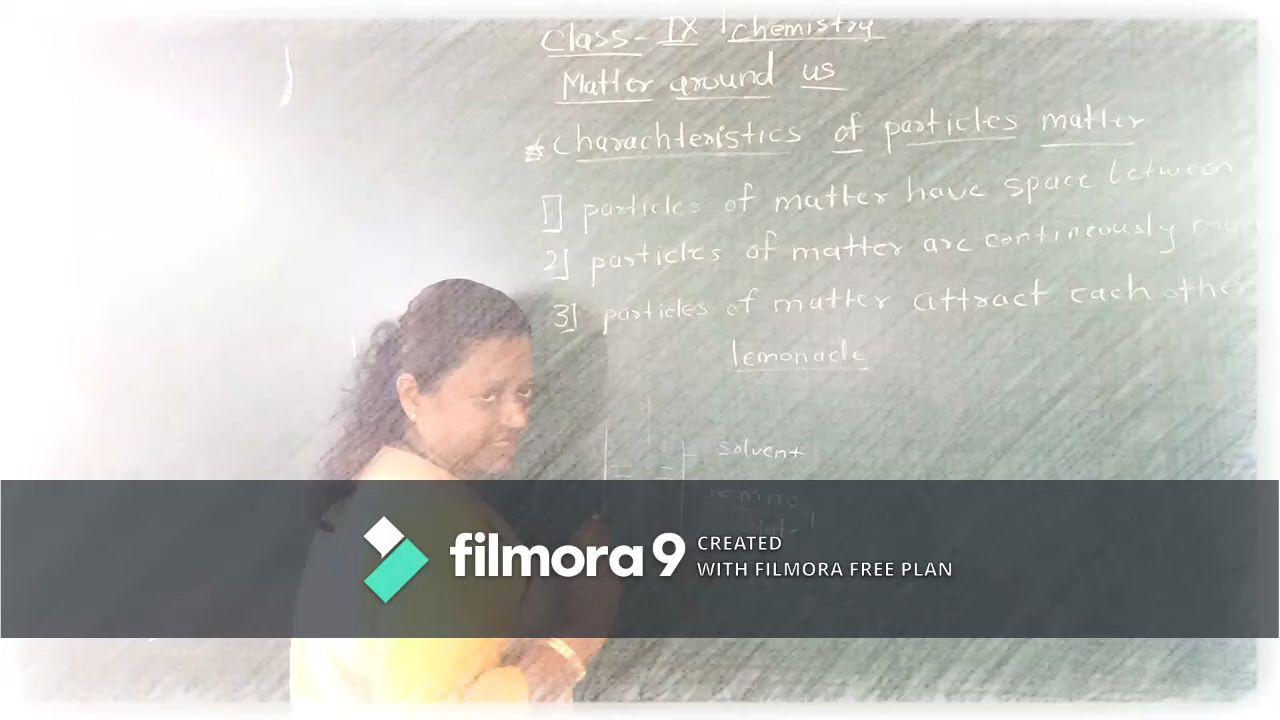 Class - IX chemistry
Matter around us
* Charachteristics of particles matter
1] particles of matter have space between
2] particles of matter are contineously
3] particles of matter attract each other
lemonade
solvent
filmora 9 CREATED
WITH FILMORA FREE PLAN